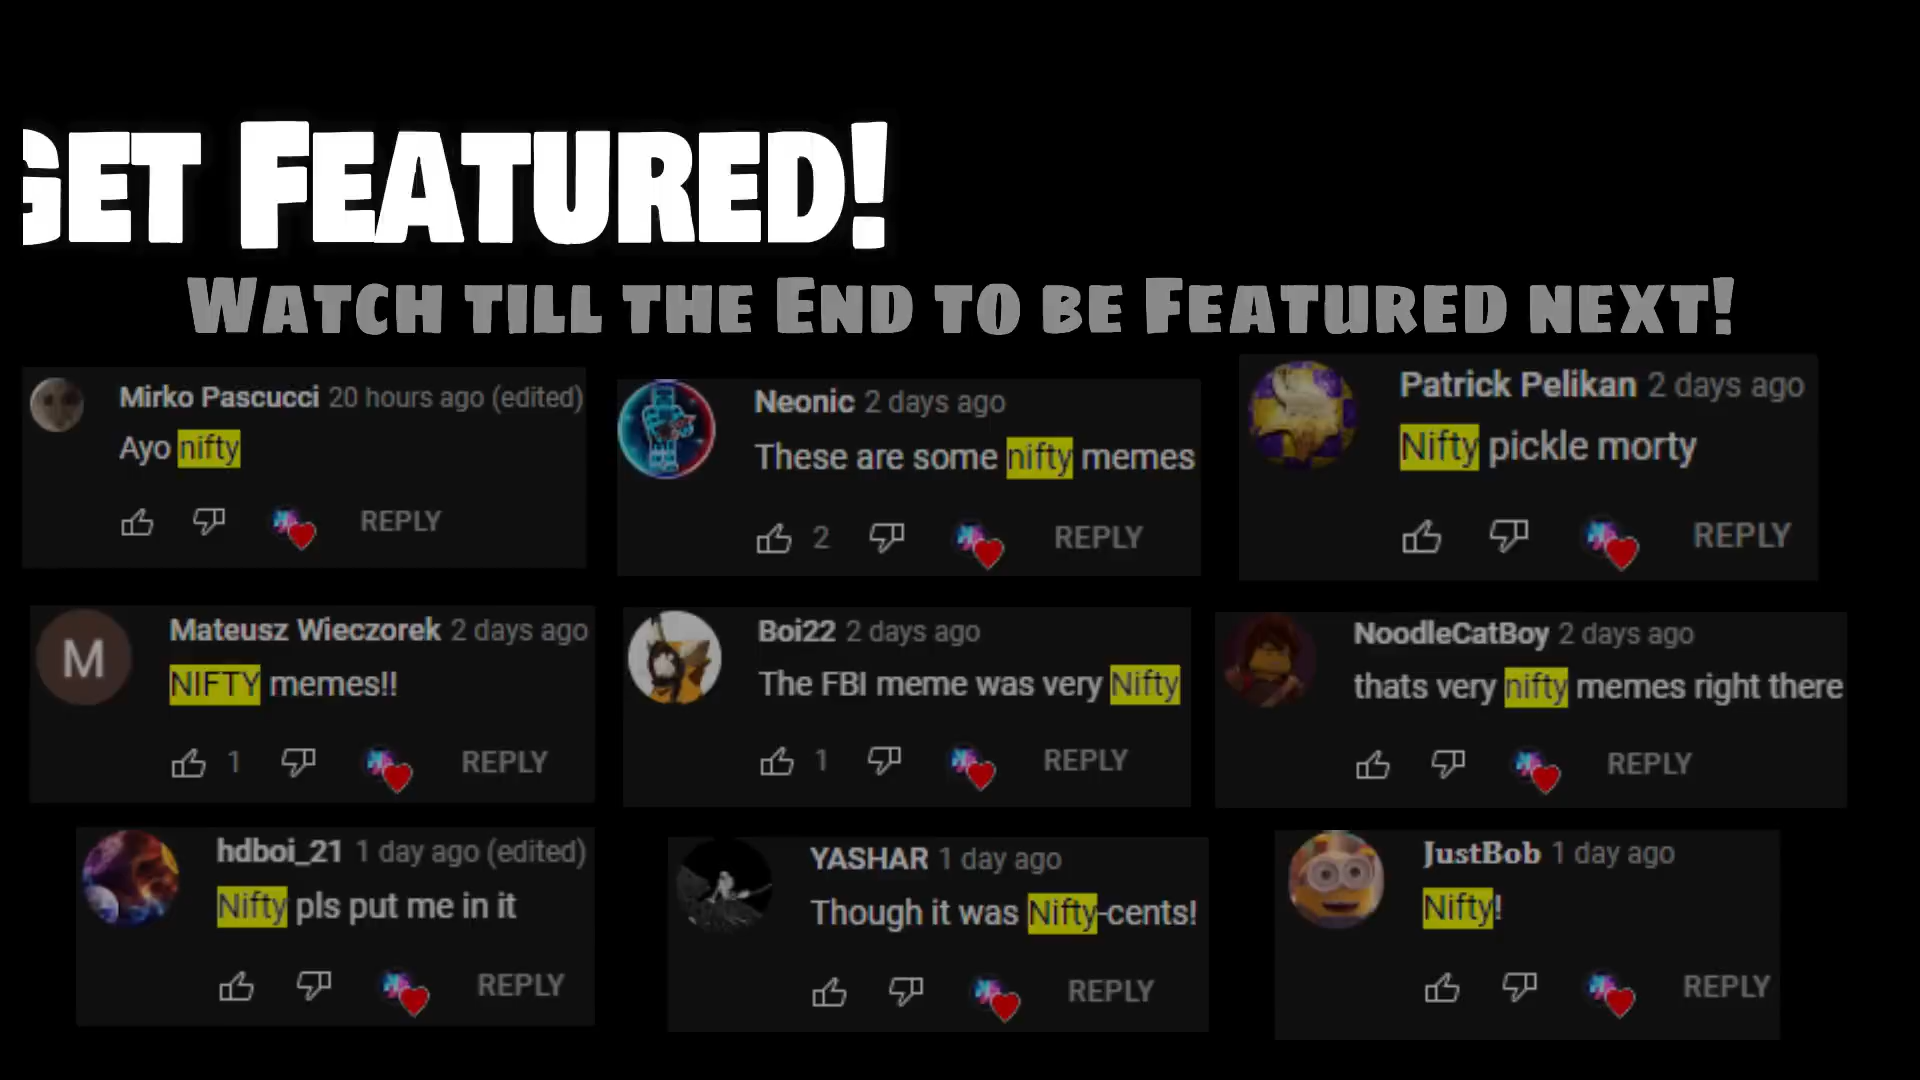 GET FEATURED!
WATCH TILL THE END TO BE FEATURED NEXT!
Mirko Pascucci 20 hours ago (edited)
Ayo nifty
REPLY
Neonic 2 days ago
These are some nifty memes
2 REPLY
Patrick Pelikan 2 days ago
Nifty pickle morty
REPLY
M
Mateusz Wieczorek 2 days ago
NIFTY memes!!
1 REPLY
Boi22 2 days ago
The FBI meme was very Nifty
1 REPLY
NoodleCatBoy 2 days ago
thats very nifty memes right there
REPLY
hdboi_21 1 day ago (edited)
Nifty pls put me in it
REPLY
YASHAR 1 day ago
Though it was Nifty-cents!
REPLY
JustBob 1 day ago
Nifty!
REPLY